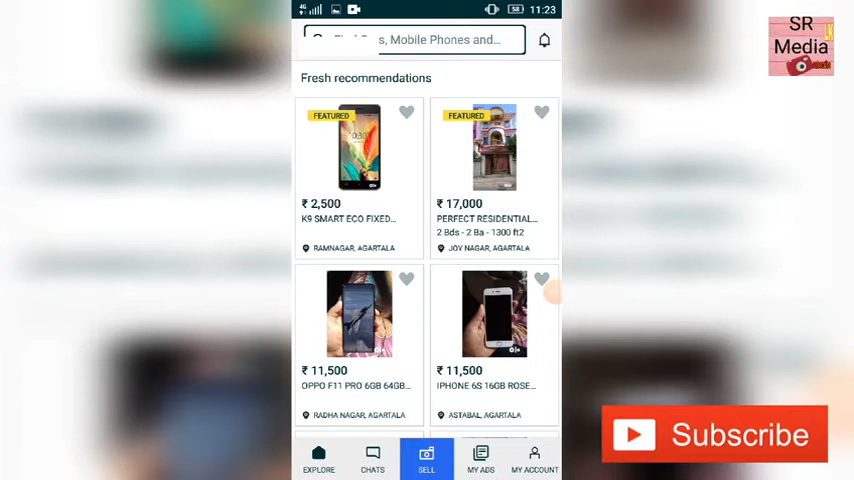 4G
58
11:23
s, Mobile Phones and...
Fresh recommendations
FEATURED
₹ 2,500
K9 SMART ECO FIXED...
RAMNAGAR, AGARTALA
FEATURED
₹ 17,000
PERFECT RESIDENTIAL...
2 Bds - 2 Ba - 1300 ft2
JOY NAGAR, AGARTALA
₹ 11,500
OPPO F11 PRO 6GB 64GB...
RADHA NAGAR, AGARTALA
₹ 11,500
IPHONE 6S 16GB ROSE...
ASTABAL, AGARTALA
EXPLORE
CHATS
SELL
MY ADS
MY ACCOUNT
SR
Media
Subscribe